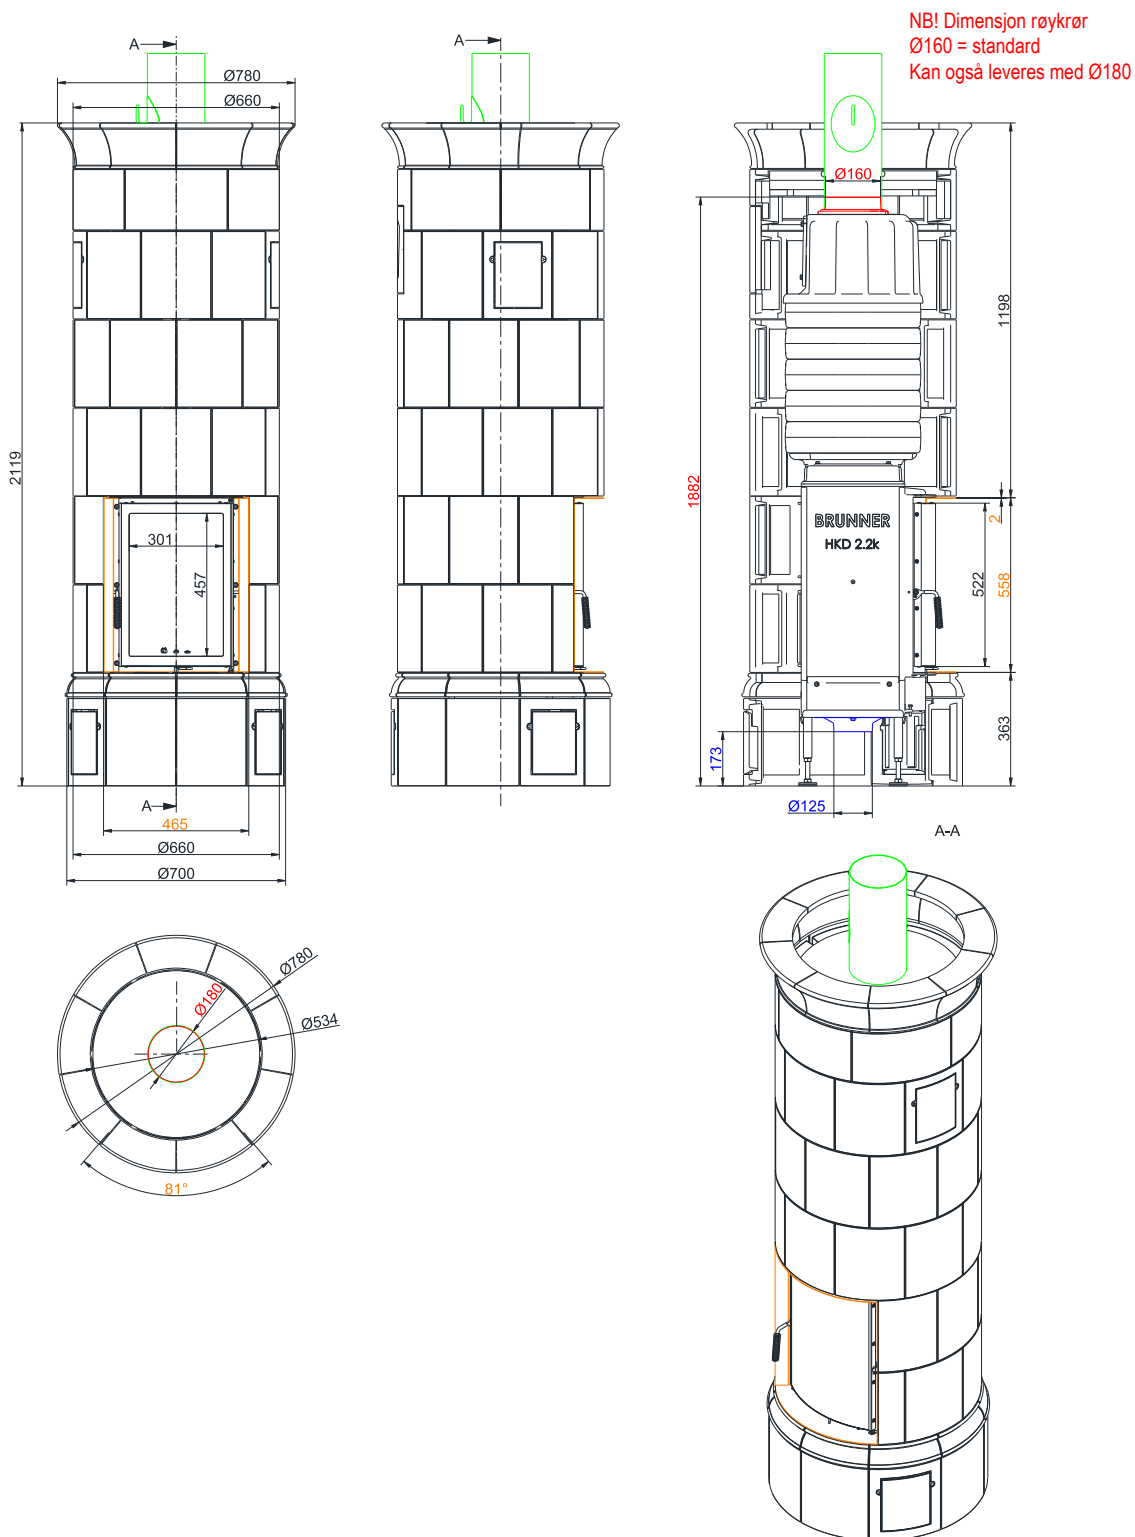 NB! Dimensjon røykrør
Ø160 = standard
Kan også leveres med Ø180
A
A
Ø780
Ø660
Ø160
2119
1882
1198
301
457
BRUNNER
HKD 2.2k
2
522
558
363
173
A
465
Ø125
Ø660
Ø700
A-A
Ø780
Ø180
Ø534
81°